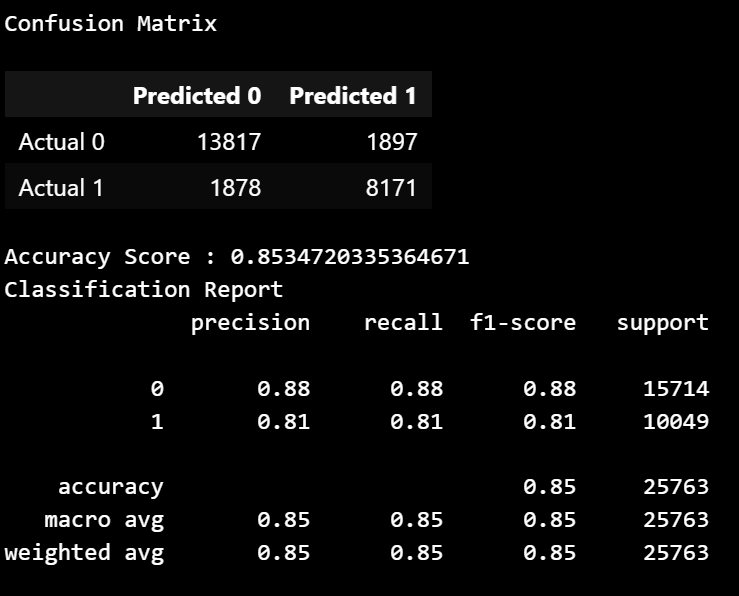 Confusion Matrix
Predicted 0 Predicted 1
Actual 0 13817 1897
Actual 1 1878 8171
Accuracy Score : 0.8534720335364671
Classification Report
precision recall f1-score support
0 0.88 0.88 0.88 15714
1 0.81 0.81 0.81 10049
accuracy 0.85 25763
macro avg 0.85 0.85 0.85 25763
weighted avg 0.85 0.85 0.85 25763